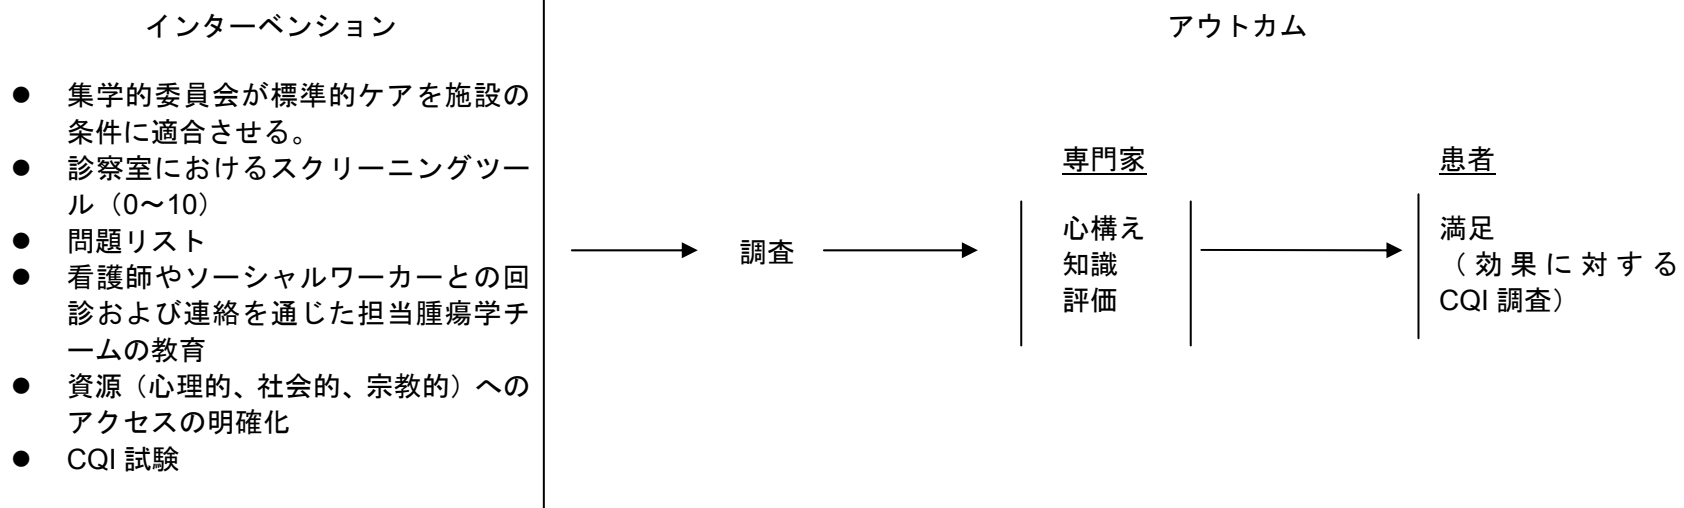 インターベンション
● 集学的委員会が標準的ケアを施設の
条件に適合させる。
● 診察室におけるスクリーニングツー
ル（0～10）
● 問題リスト
● 看護師やソーシャルワーカーとの回
診および連絡を通じた担当腫瘍学チ
ームの教育
● 資源（心理的、社会的、宗教的）への
アクセスの明確化
● CQI 試験
アウトカム
調査
専門家
心構え
知識
評価
患者
満足
（効果に対する
CQI 調査）